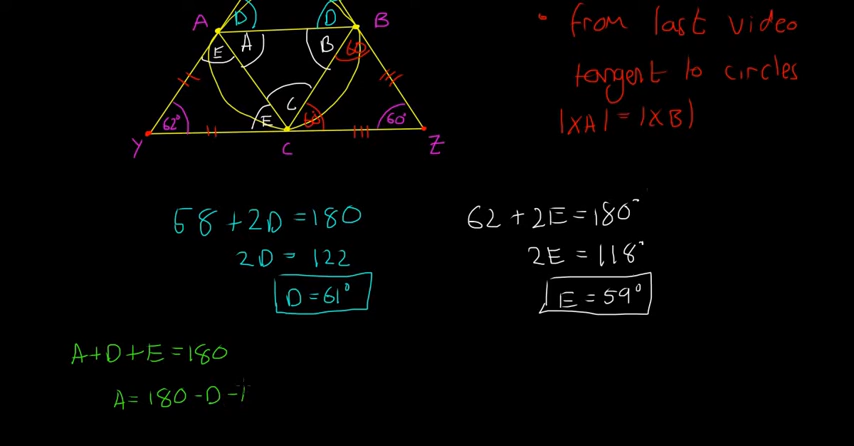 A D D B
E A B 60
62° E C 60 60°
Y C Z
• from last video
tangent to circles
|XA| = |XB|
58 + 2D = 180
2D = 122
D = 61°
62 + 2E = 180°
2E = 118°
E = 59°
A + D + E = 180
A = 180 - D -